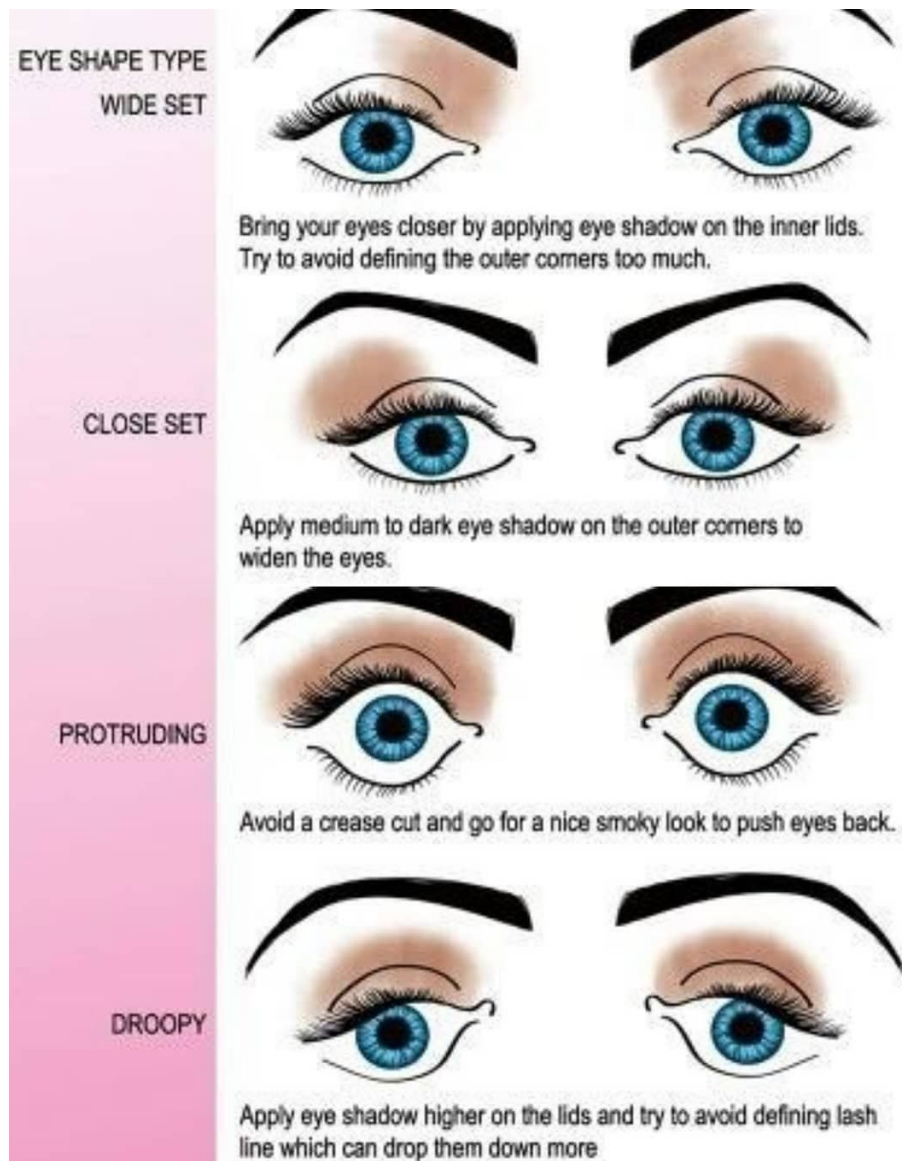 EYE SHAPE TYPE
WIDE SET
Bring your eyes closer by applying eye shadow on the inner lids.
Try to avoid defining the outer corners too much.
CLOSE SET
Apply medium to dark eye shadow on the outer corners to
widen the eyes.
PROTRUDING
Avoid a crease cut and go for a nice smoky look to push eyes back.
DROOPY
Apply eye shadow higher on the lids and try to avoid defining lash
line which can drop them down more